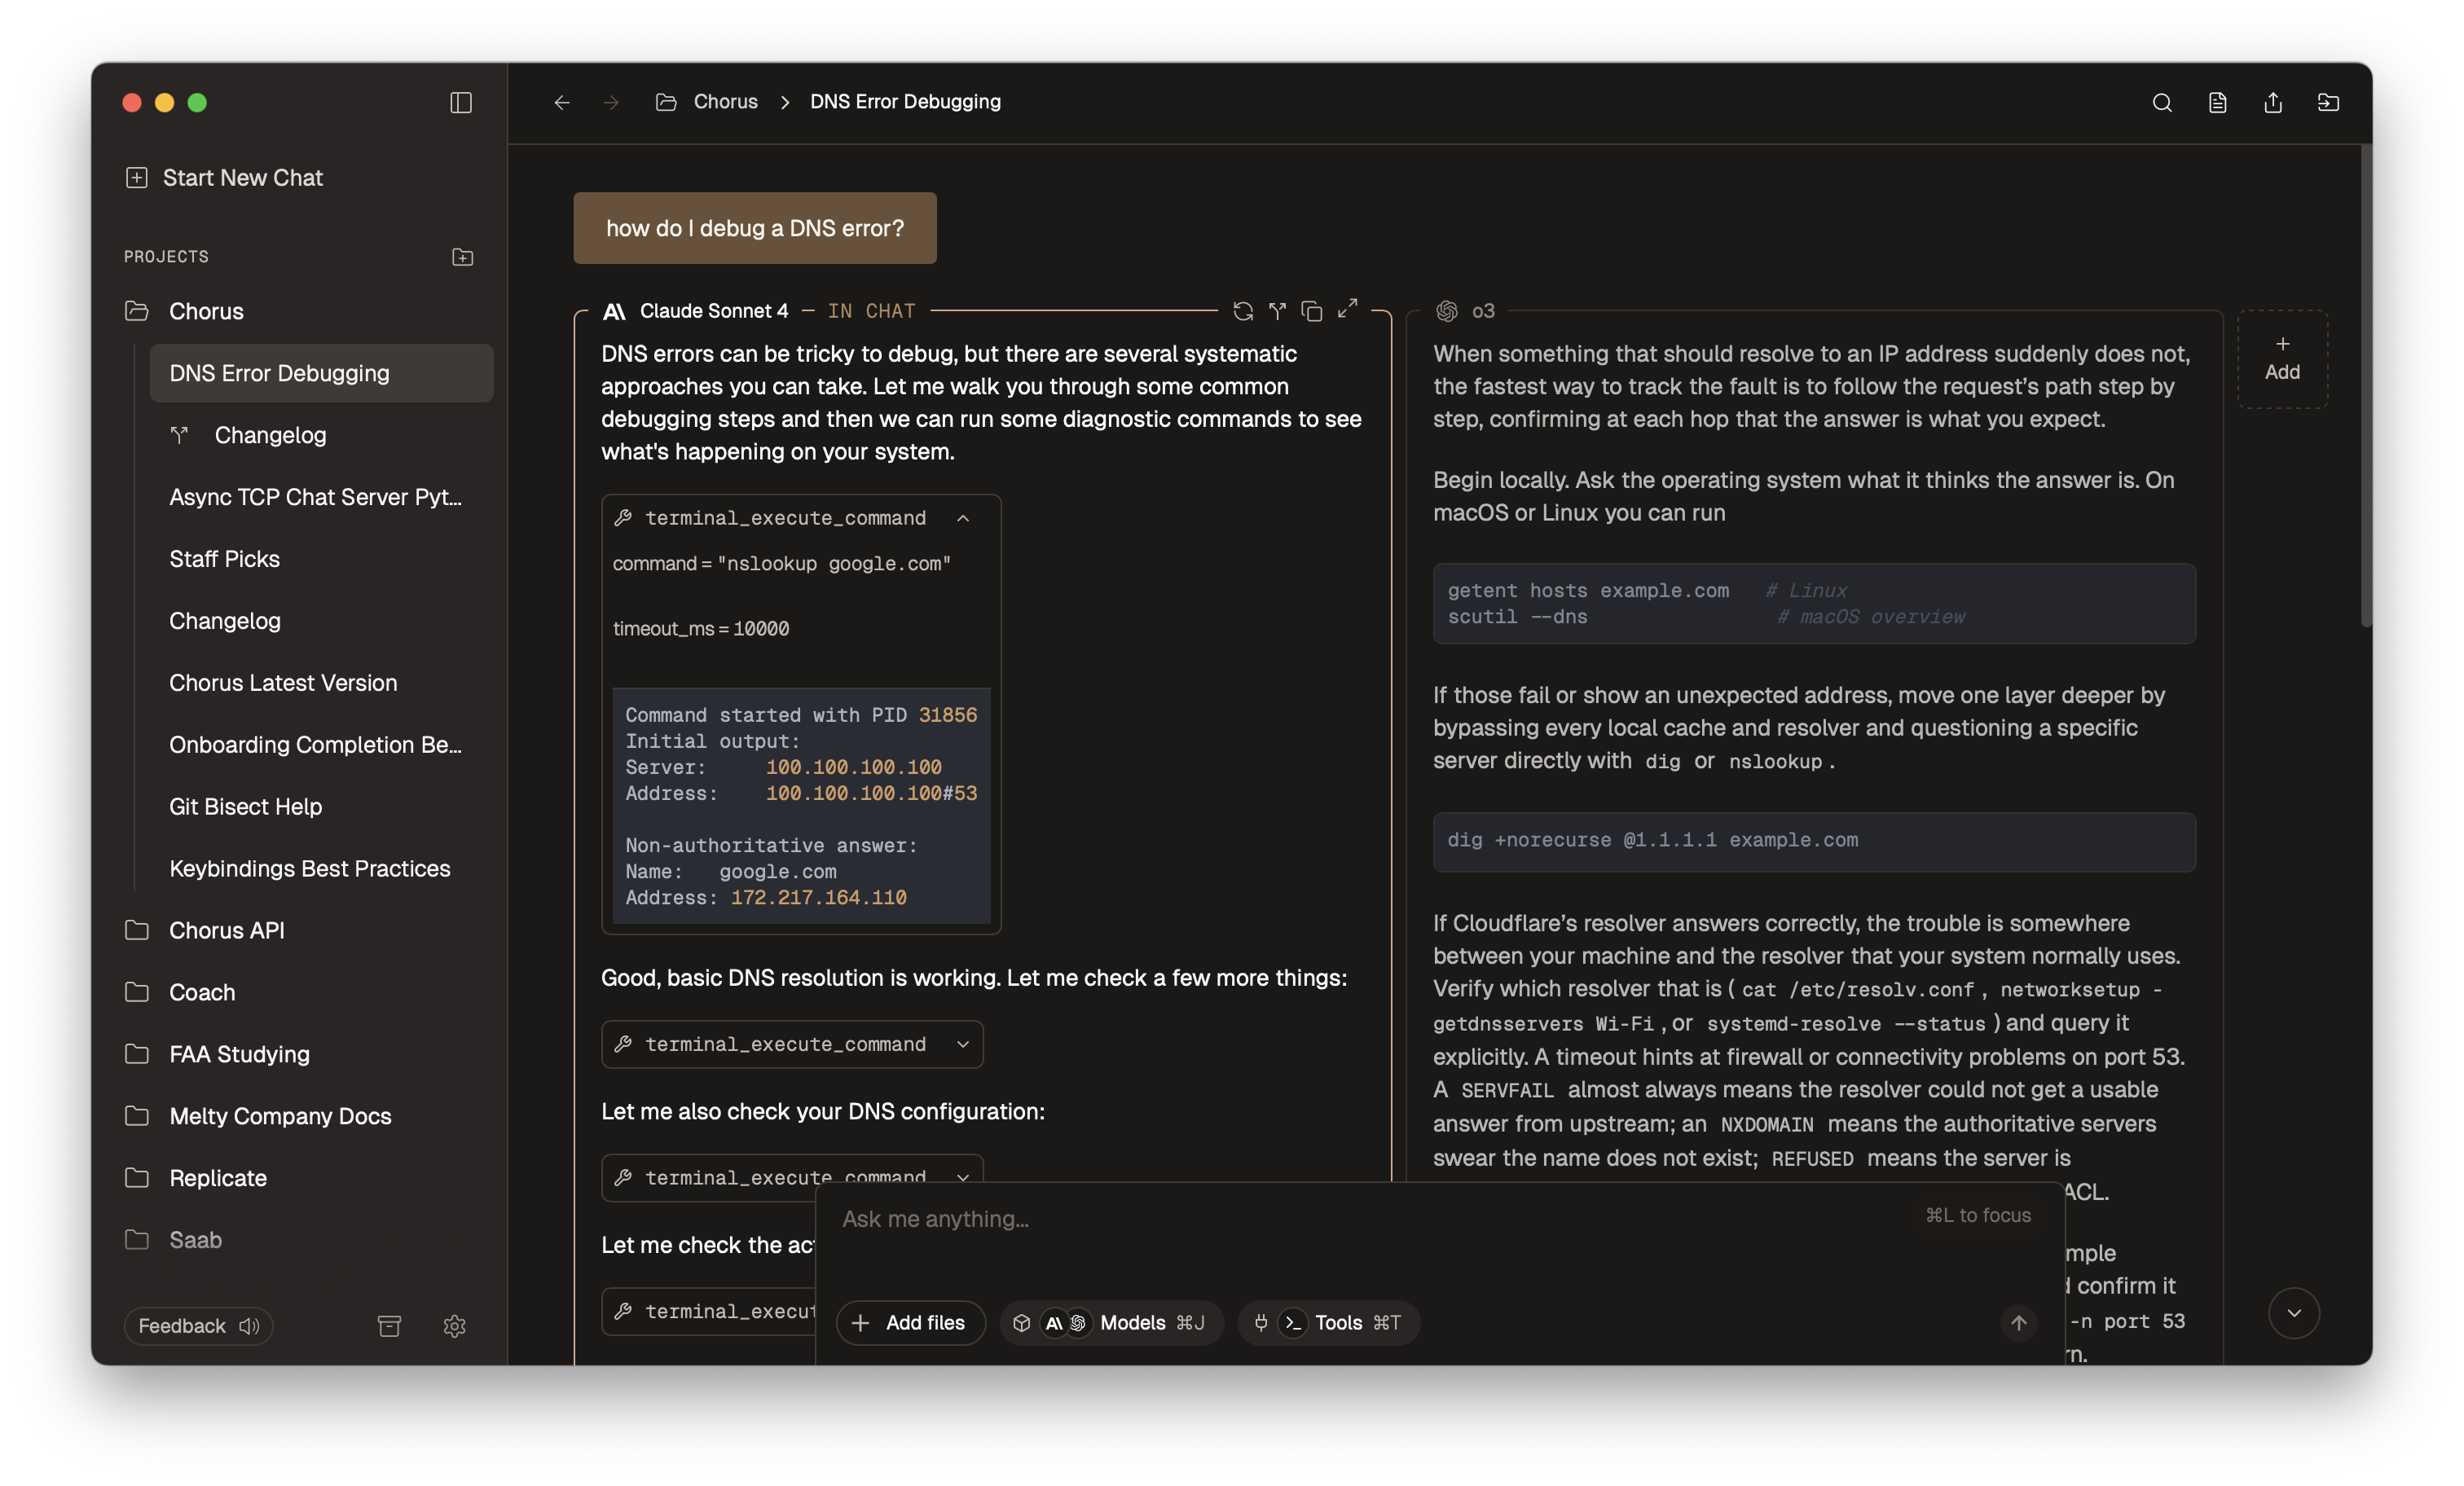 Chorus > DNS Error Debugging
Start New Chat
PROJECTS
Chorus
DNS Error Debugging
Changelog
Async TCP Chat Server Pyt...
Staff Picks
Changelog
Chorus Latest Version
Onboarding Completion Be...
Git Bisect Help
Keybindings Best Practices
Chorus API
Coach
FAA Studying
Melty Company Docs
Replicate
Saab
Feedback
how do I debug a DNS error?
Claude Sonnet 4 — IN CHAT
DNS errors can be tricky to debug, but there are several systematic
approaches you can take. Let me walk you through some common
debugging steps and then we can run some diagnostic commands to see
what's happening on your system.
terminal_execute_command
command = "nslookup google.com"
timeout_ms = 10000
Command started with PID 31856
Initial output:
Server: 100.100.100.100
Address: 100.100.100.100#53
Non-authoritative answer:
Name: google.com
Address: 172.217.164.110
Good, basic DNS resolution is working. Let me check a few more things:
terminal_execute_command
Let me also check your DNS configuration:
terminal_execute_command
Let me check the
o3
When something that should resolve to an IP address suddenly does not,
the fastest way to track the fault is to follow the request’s path step by
step, confirming at each hop that the answer is what you expect.
Begin locally. Ask the operating system what it thinks the answer is. On
macOS or Linux you can run
getent hosts example.com # Linux
scutil --dns # macOS overview
If those fail or show an unexpected address, move one layer deeper by
bypassing every local cache and resolver and questioning a specific
server directly with dig or nslookup.
dig +norecurse @1.1.1.1 example.com
If Cloudflare’s resolver answers correctly, the trouble is somewhere
between your machine and the resolver that your system normally uses.
Verify which resolver that is ( cat /etc/resolv.conf , networksetup -
getdnsservers Wi-Fi , or systemd-resolve --status ) and query it
explicitly. A timeout hints at firewall or connectivity problems on port 53.
A SERVFAIL almost always means the resolver could not get a usable
answer from upstream; an NXDOMAIN means the authoritative servers
swear the name does not exist; REFUSED means the server is
ACL.
confirm it
-n port 53
+
Add
Ask me anything...
⌘L to focus
+ Add files
Models ⌘J
Tools ⌘T